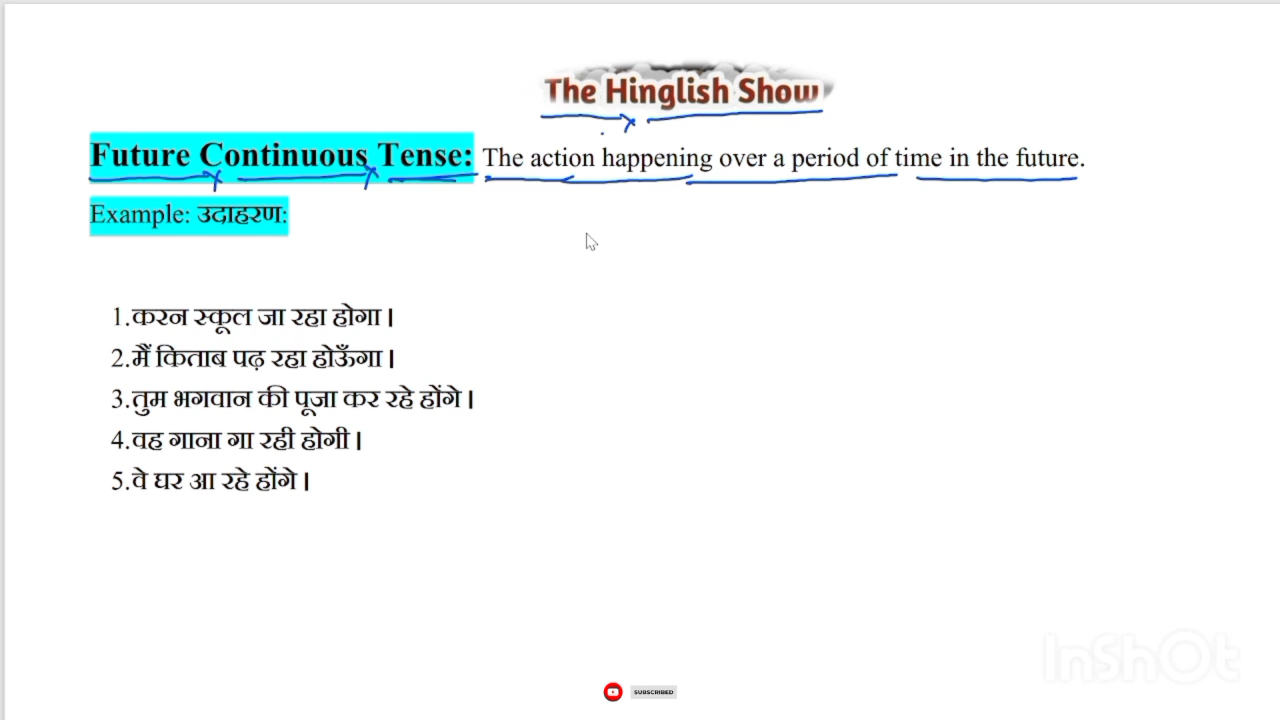 The Hinglish Show
Future Continuous Tense: The action happening over a period of time in the future.
Example: उदाहरण:
1.करन स्कूल जा रहा होगा।
2.मैं किताब पढ़ रहा होऊँगा।
3.तुम भगवान की पूजा कर रहे होंगे।
4.वह गाना गा रही होगी।
5.वे घर आ रहे होंगे।
InShOt
SUBSCRIBED